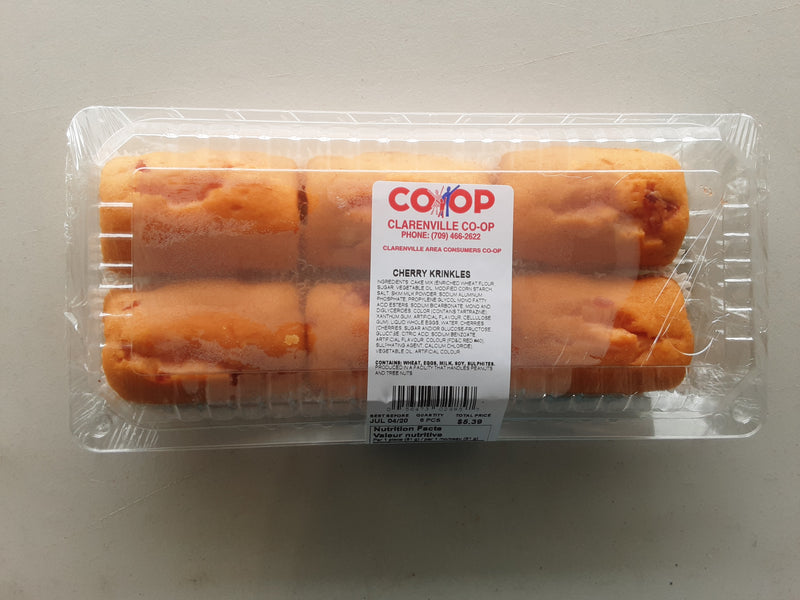 CO-OP
CLARENVILLE CO-OP
PHONE: (709) 466-2622
CLARENVILLE AREA CONSUMERS CO-OP
CHERRY KRINKLES
INGREDIENTS: CAKE MIX (ENRICHED WHEAT FLOUR,
SUGAR, VEGETABLE OIL, MODIFIED CORN STARCH,
SALT, SKIM MILK POWDER, SODIUM ALUMINUM
PHOSPHATE, PROPYLENE GLYCOL MONO FATTY
ACID ESTERS, SODIUM BICARBONATE, MONO AND
DIGLYCERIDES, COLOR (CONTAINS TARTRAZINE),
XANTHUM GUM, ARTIFICIAL FLAVOUR, CELLULOSE
GUM), LIQUID WHOLE EGGS, WATER, CHERRIES
(CHERRIES, SUGAR AND/OR GLUCOSE-FRUCTOSE,
GLUCOSE, CITRIC ACID, SODIUM BENZOATE,
ARTIFICIAL FLAVOUR, COLOUR (FD&C RED #40),
SULPHITING AGENT, CALCIUM CHLORIDE),
VEGETABLE OIL, ARTIFICIAL COLOUR.
CONTAINS: WHEAT, EGGS, MILK, SOY, SULPHITES.
PRODUCED IN A FACILITY THAT HANDLES PEANUTS
AND TREE NUTS.
BEST BEFORE QUANTITY TOTAL PRICE
JUL 04/20 6 PCS $5.39
Nutrition Facts
Valeur nutritive